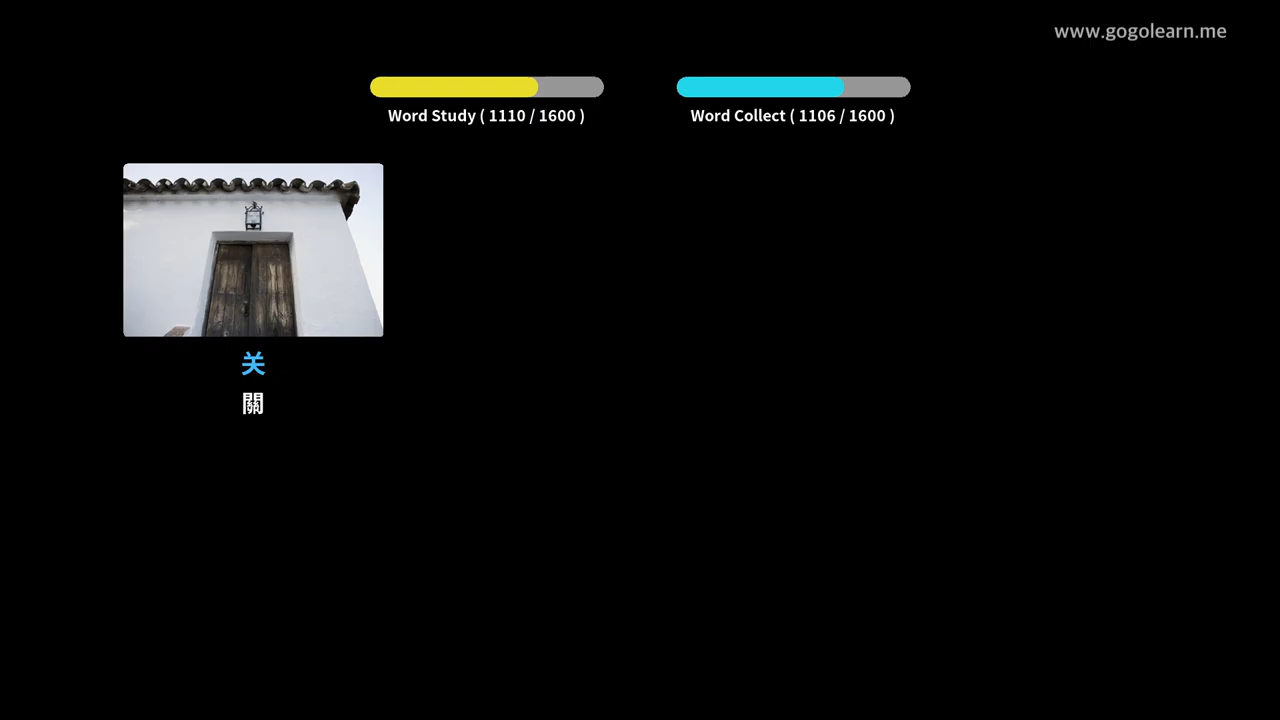 www.gogolearn.me
Word Study ( 1110 / 1600 )
Word Collect ( 1106 / 1600 )
关
關